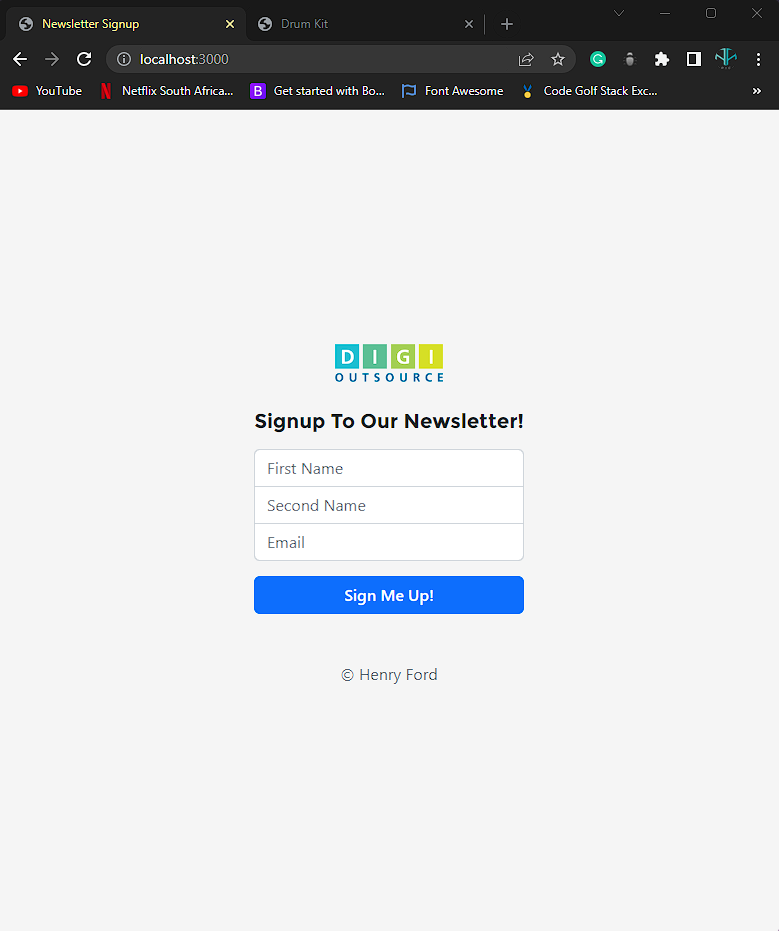 Newsletter Signup
Drum Kit
localhost:3000
YouTube
Netflix South Africa...
B
Get started with Bo...
Font Awesome
Code Golf Stack Exc...
»
DIGI
OUTSOURCE
Signup To Our Newsletter!
First Name
Second Name
Email
Sign Me Up!
© Henry Ford